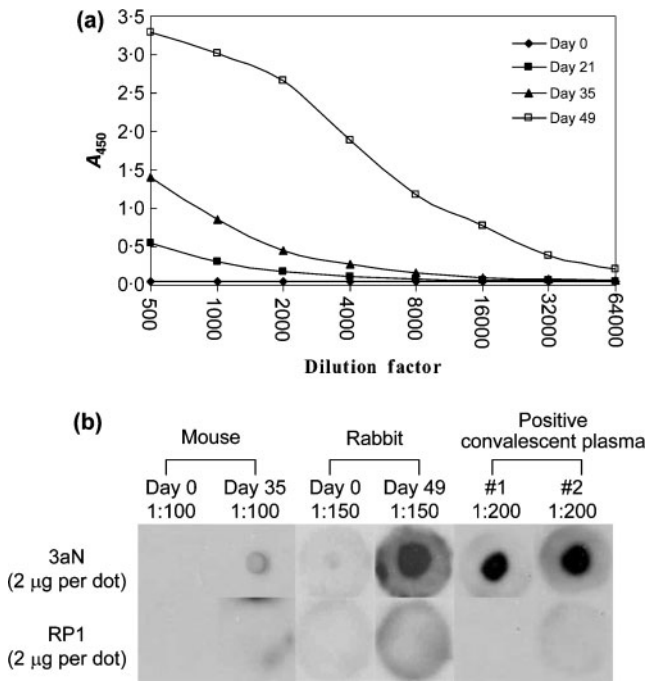 (a)
3·5
3·0
2·5
2·0
1·5
1·0
0·5
0·0
A450
Day 0
Day 21
Day 35
Day 49
500
1000
2000
4000
8000
16000
32000
64000
Dilution factor
(b)
Mouse
Rabbit
Positive
convalescent plasma
Day 0
Day 35
Day 0
Day 49
#1
#2
1:100
1:100
1:150
1:150
1:200
1:200
3aN
(2 μg per dot)
RP1
(2 μg per dot)